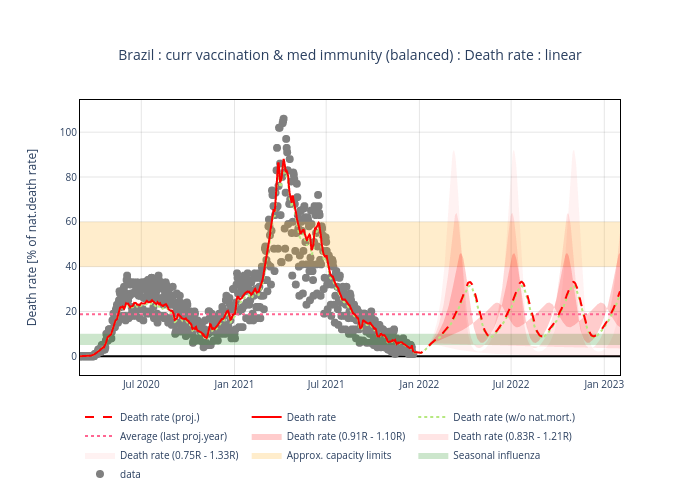 Brazil : curr vaccination & med immunity (balanced) : Death rate : linear
Death rate [% of nat.death rate]
100
80
60
40
20
0
Jul 2020
Jan 2021
Jul 2021
Jan 2022
Jul 2022
Jan 2023
Death rate (proj.)
Death rate
Death rate (w/o nat.mort.)
Average (last proj.year)
Death rate (0.91R - 1.10R)
Death rate (0.83R - 1.21R)
Death rate (0.75R - 1.33R)
Approx. capacity limits
Seasonal influenza
data